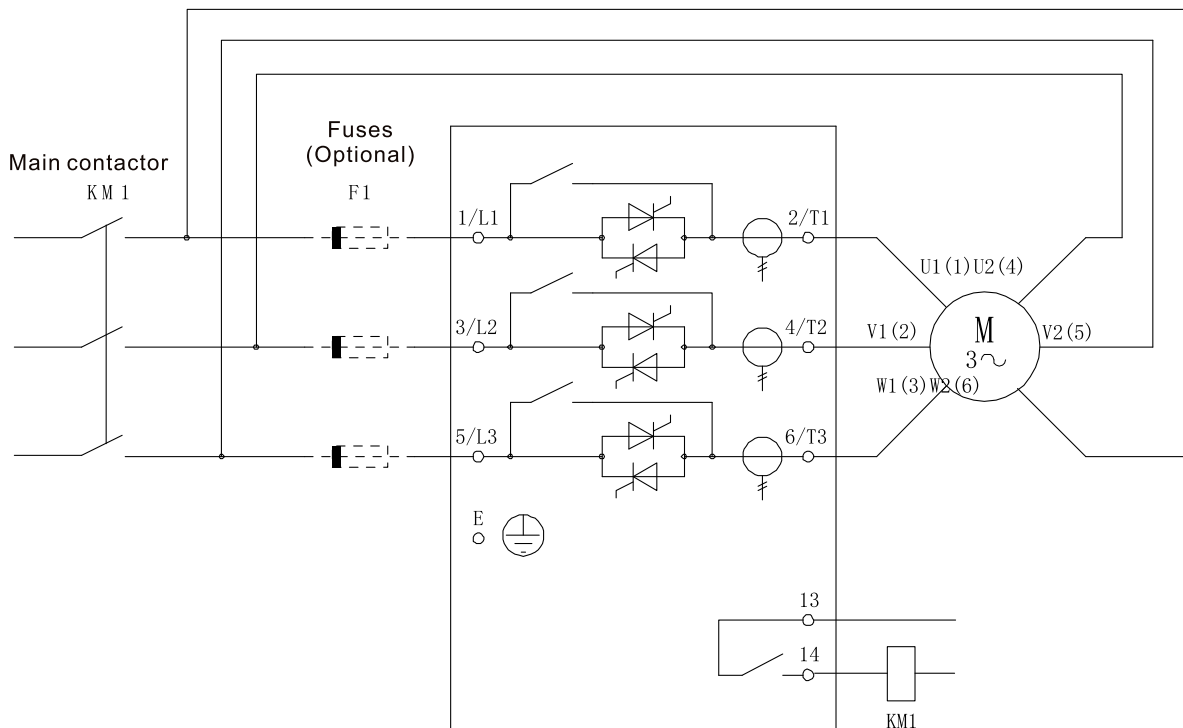 Main contactor
KM1
Fuses
(Optional)
F1
1/L1
2/T1
U1(1)U2(4)
3/L2
4/T2
V1(2)
M
3~
V2(5)
W1(3)W2(6)
5/L3
6/T3
E
13
14
KM1